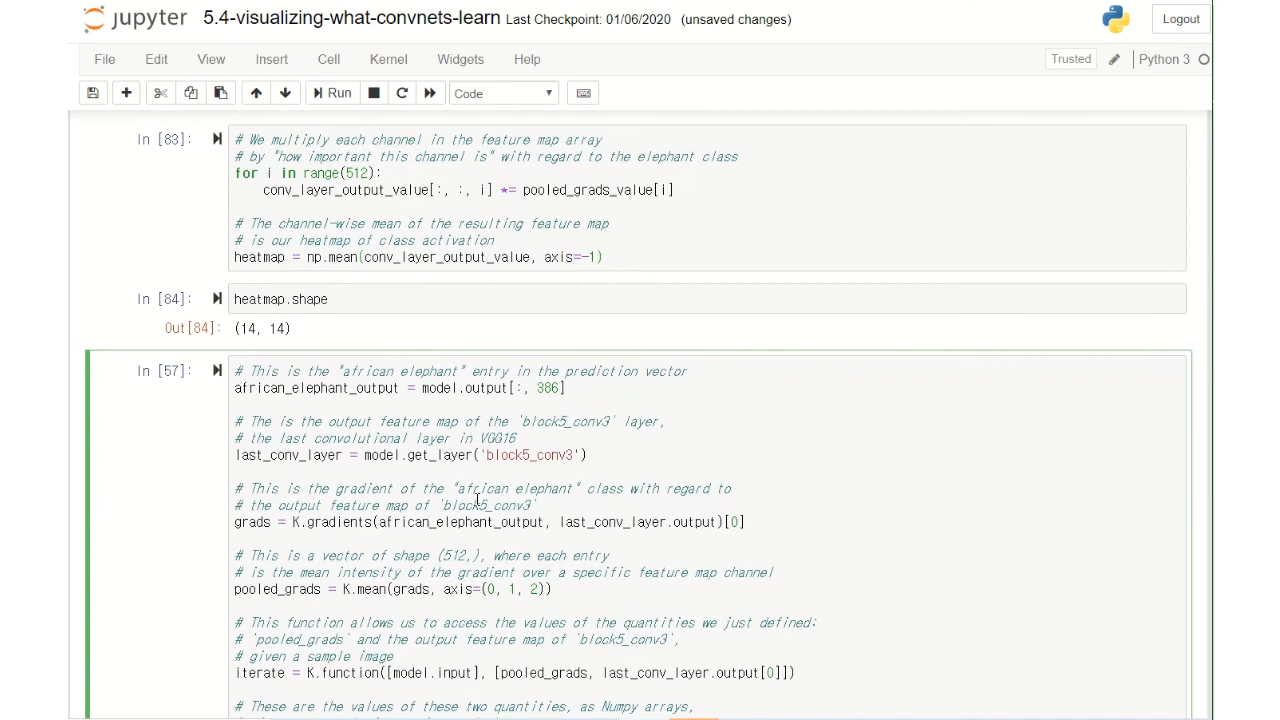 jupyter 5.4-visualizing-what-convnets-learn Last Checkpoint: 01/06/2020 (unsaved changes) Logout
File Edit View Insert Cell Kernel Widgets Help Trusted Python 3
Run Code
In [83]: # We multiply each channel in the feature map array
# by "how important this channel is" with regard to the elephant class
for i in range(512):
conv_layer_output_value[:, :, i] *= pooled_grads_value[i]
# The channel-wise mean of the resulting feature map
# is our heatmap of class activation
heatmap = np.mean(conv_layer_output_value, axis=-1)
In [84]: heatmap.shape
Out[84]: (14, 14)
In [57]: # This is the "african elephant" entry in the prediction vector
african_elephant_output = model.output[:, 386]
# The is the output feature map of the `block5_conv3` layer,
# the last convolutional layer in VGG16
last_conv_layer = model.get_layer('block5_conv3')
# This is the gradient of the "african elephant" class with regard to
# the output feature map of `block5_conv3`
grads = K.gradients(african_elephant_output, last_conv_layer.output)[0]
# This is a vector of shape (512,), where each entry
# is the mean intensity of the gradient over a specific feature map channel
pooled_grads = K.mean(grads, axis=(0, 1, 2))
# This function allows us to access the values of the quantities we just defined:
# `pooled_grads` and the output feature map of `block5_conv3`,
# given a sample image
iterate = K.function([model.input], [pooled_grads, last_conv_layer.output[0]])
# These are the values of these two quantities, as Numpy arrays,